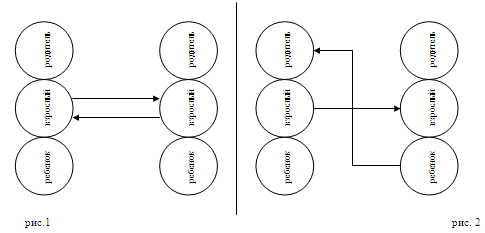 родитель
взрослый
ребенок
родитель
взрослый
ребенок
рис.1
родитель
взрослый
ребенок
родитель
взрослый
ребенок
рис. 2